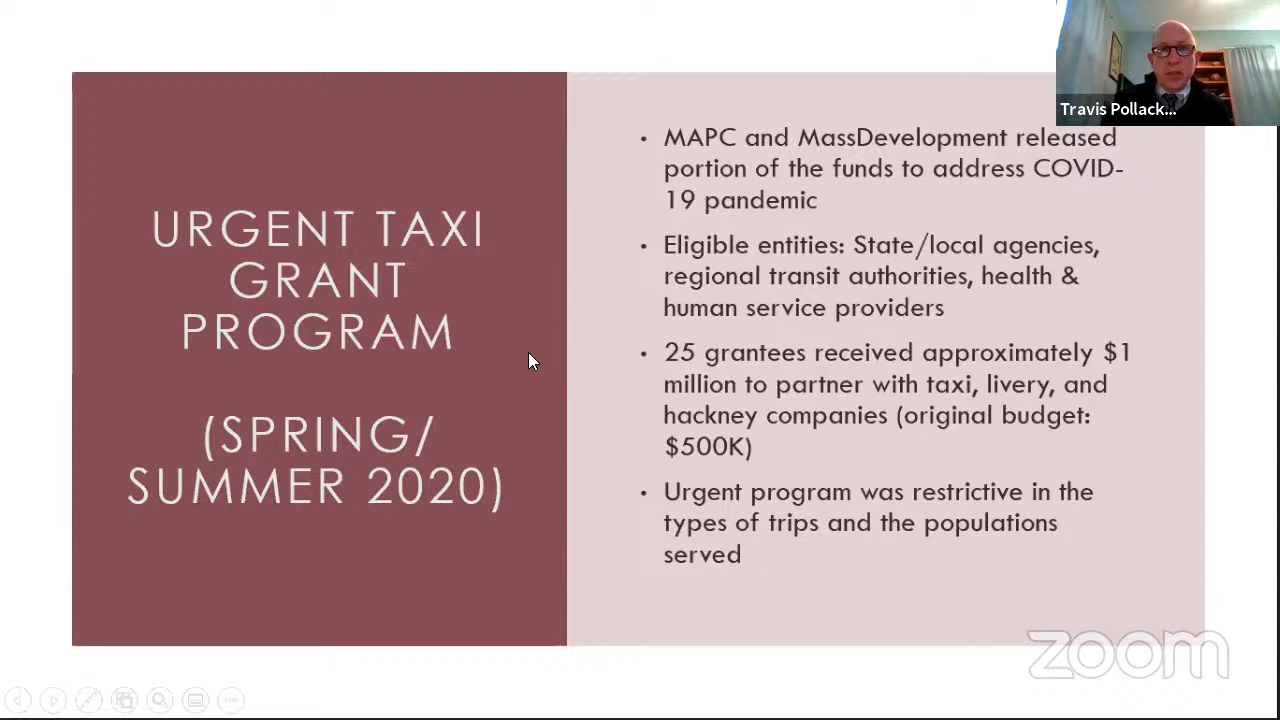 Travis Pollack...
URGENT TAXI
GRANT
PROGRAM
(SPRING/
SUMMER 2020)
• MAPC and MassDevelopment released
portion of the funds to address COVID-
19 pandemic
• Eligible entities: State/local agencies,
regional transit authorities, health &
human service providers
• 25 grantees received approximately $1
million to partner with taxi, livery, and
hackney companies (original budget:
$500K)
• Urgent program was restrictive in the
types of trips and the populations
served
zoom